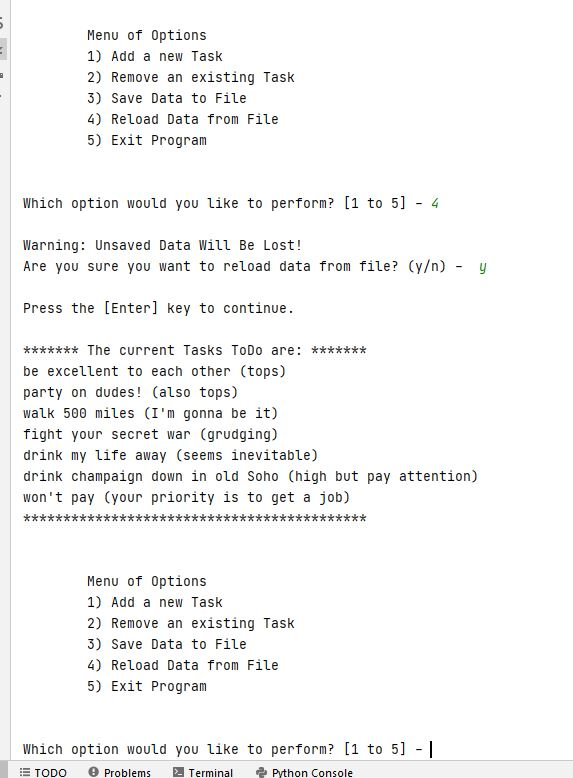 Menu of Options
1) Add a new Task
2) Remove an existing Task
3) Save Data to File
4) Reload Data from File
5) Exit Program
Which option would you like to perform? [1 to 5] - 4
Warning: Unsaved Data Will Be Lost!
Are you sure you want to reload data from file? (y/n) -  y
Press the [Enter] key to continue.
******* The current Tasks ToDo are: *******
be excellent to each other (tops)
party on dudes! (also tops)
walk 500 miles (I'm gonna be it)
fight your secret war (grudging)
drink my life away (seems inevitable)
drink champaign down in old Soho (high but pay attention)
won't pay (your priority is to get a job)
*******************************************
Menu of Options
1) Add a new Task
2) Remove an existing Task
3) Save Data to File
4) Reload Data from File
5) Exit Program
Which option would you like to perform? [1 to 5] -
TODO Problems Terminal Python Console